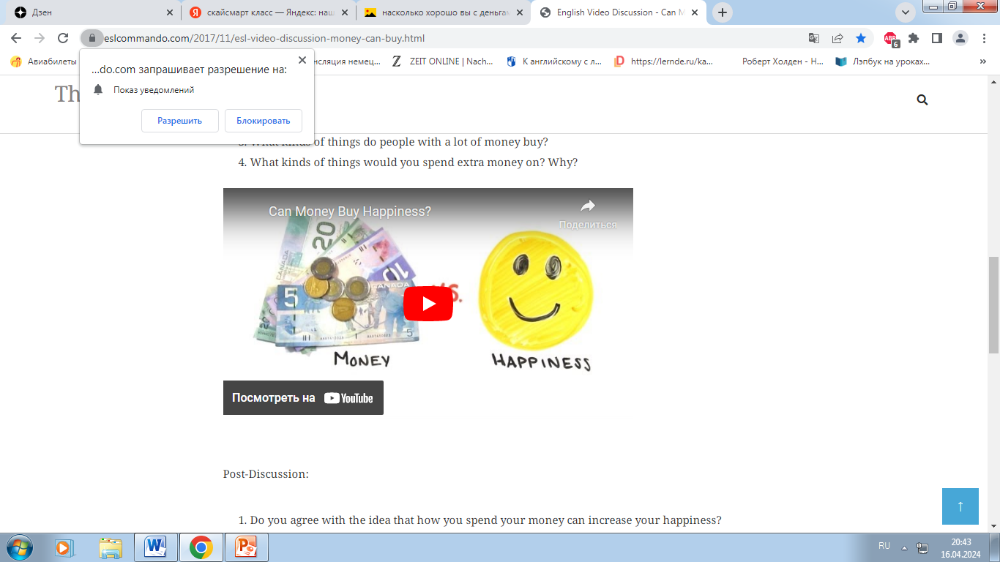 Дзен
скайсмарт класс — Яндекс: наш
насколько хорошо вы с деньгам
English Video Discussion - Can M
eslcommando.com/2017/11/esl-video-discussion-money-can-buy.html
ABP
6
Авиабилеты
нсляция немец...
Z ZEIT ONLINE | Nach...
К английскому с л...
D https://lernde.ru/ka...
Роберт Холден - Н...
Лэпбук на уроках...
»
...do.com запрашивает разрешение на:
Показ уведомлений
Разрешить
Блокировать
Th
3. What kinds of things do people with a lot of money buy?
4. What kinds of things would you spend extra money on? Why?
Can Money Buy Happiness?
Поделиться
20
10
CANADA
5
CANADA
20
5
VS.
MONEY
HAPPINESS
Посмотреть на YouTube
Post-Discussion:
↑
1. Do you agree with the idea that how you spend your money can increase your happiness?
W
P
RU
20:43
16.04.2024